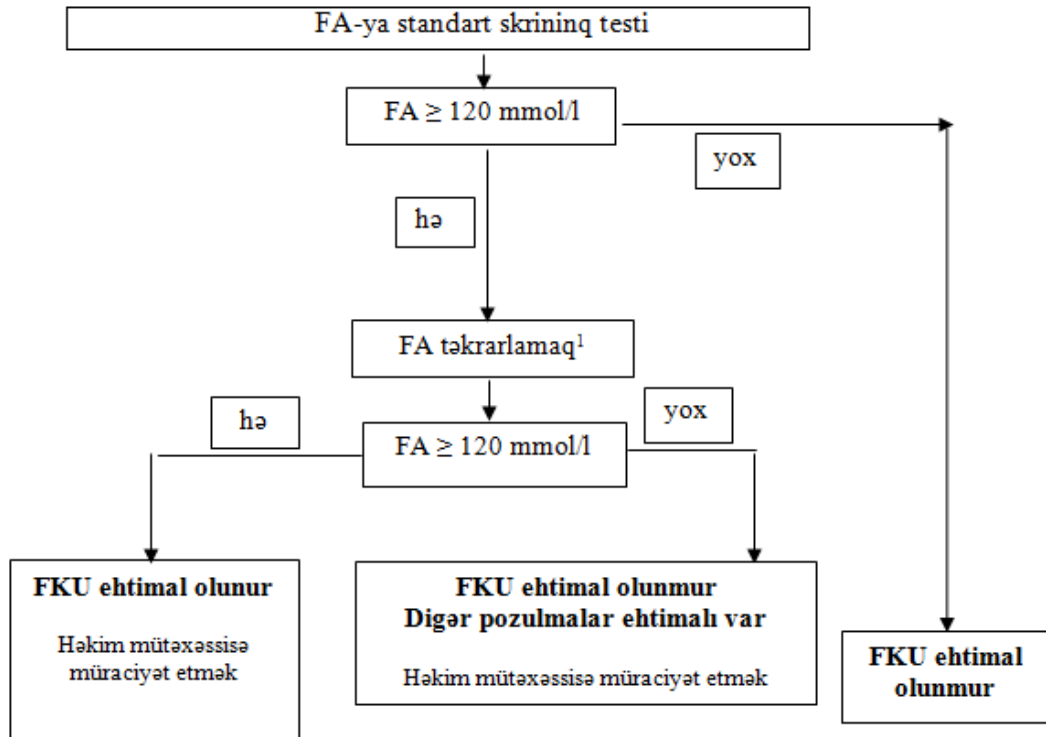 FA-ya standart skrininq testi
FA ≥ 120 mmol/l
yox
hə
FA təkrarlamaq¹
hə
yox
FA ≥ 120 mmol/l
FKU ehtimal olunur
Həkim mütəxəssisə
müraciyət etmək
FKU ehtimal olunmur
Digər pozulmalar ehtimalı var
Həkim mütəxəssisə müraciyət etmək
FKU ehtimal
olunmur